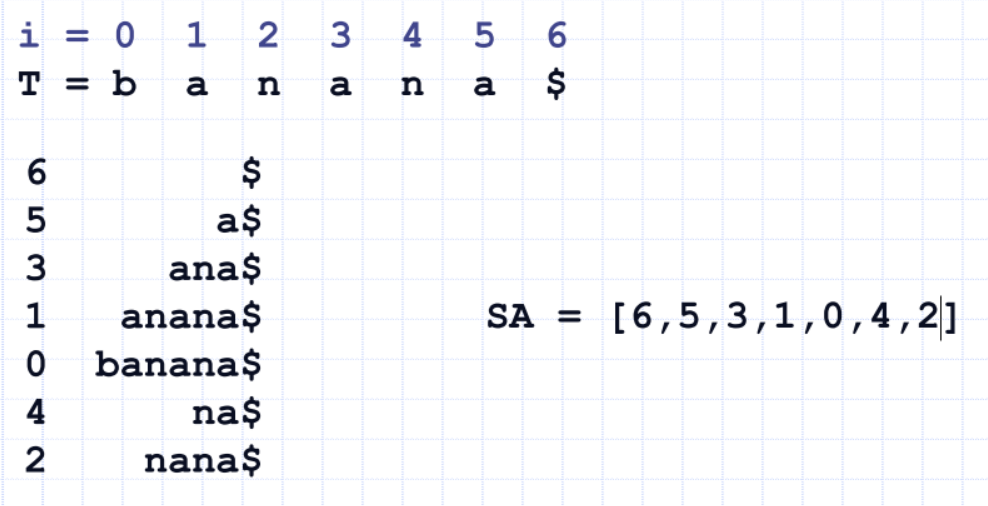 i = 0 1 2 3 4 5 6
T = b a n a n a $
6 $
5 a$
3 ana$
1 anana$
SA = [6,5,3,1,0,4,2]
0 banana$
4 na$
2 nana$